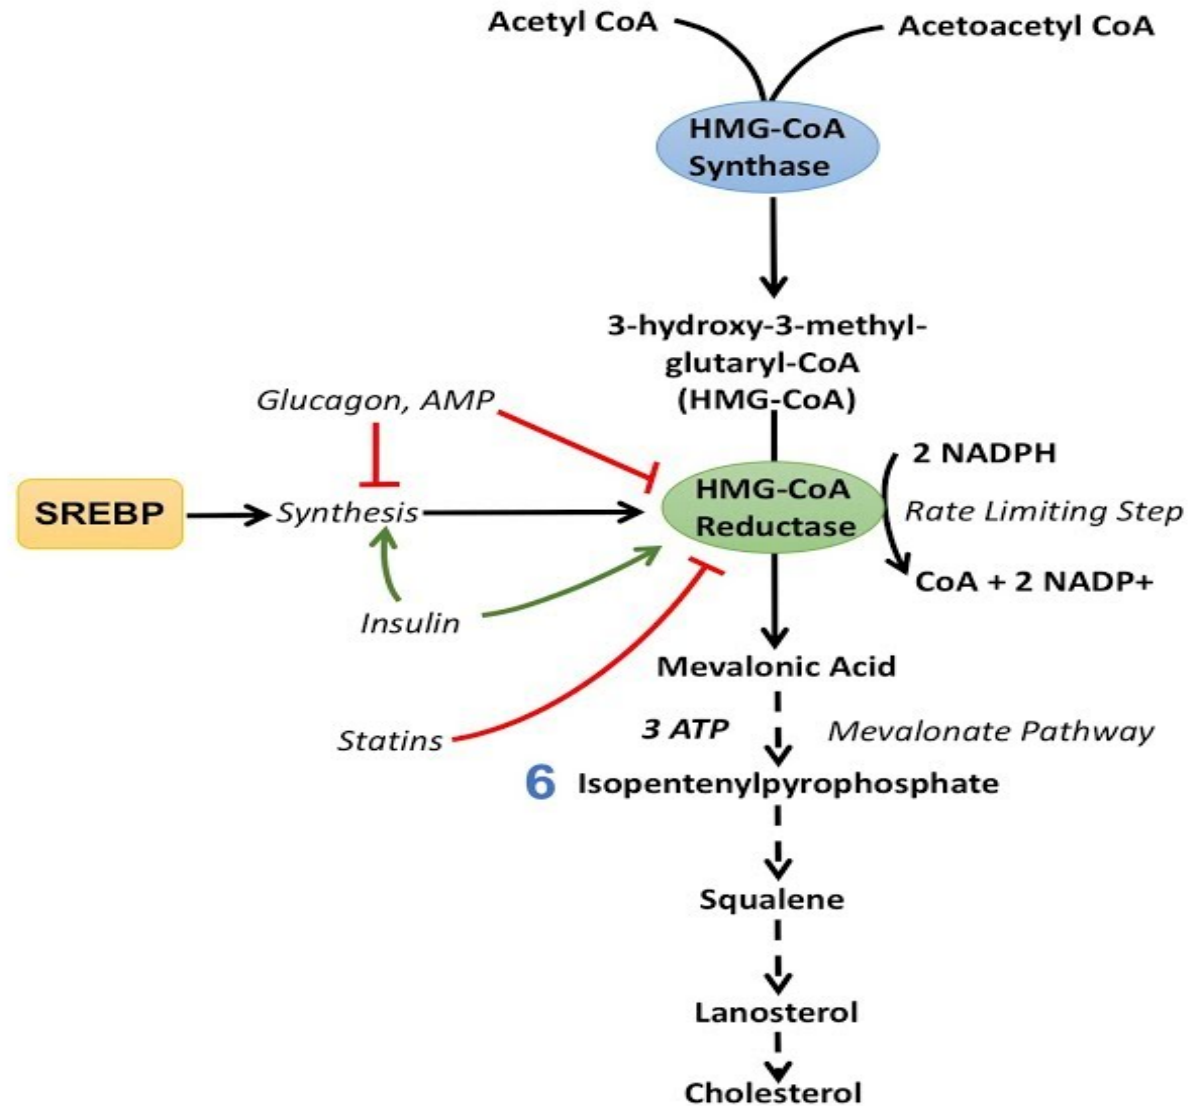 Acetyl CoA
Acetoacetyl CoA
HMG-CoA
Synthase
3-hydroxy-3-methyl-
glutaryl-CoA
(HMG-CoA)
Glucagon, AMP
2 NADPH
HMG-CoA
Reductase
Rate Limiting Step
SREBP
Synthesis
CoA + 2 NADP+
Insulin
Mevalonic Acid
3 ATP
Mevalonate Pathway
Statins
6 Isopentenylpyrophosphate
Squalene
Lanosterol
Cholesterol